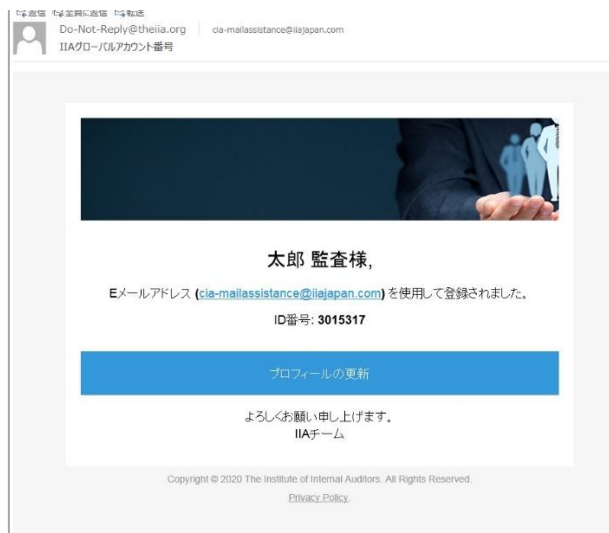 返信 全員に返信 転送
Do-Not-Reply@theiia.org cia-mailassistance@iiajapan.com
IIAグローバルアカウント番号
太郎 監査様,
Eメールアドレス (cia-mailassistance@iiajapan.com) を使用して登録されました。
ID番号: 3015317
プロフィールの更新
よろしくお願い申し上げます。
IIAチーム
Copyright © 2020 The Institute of Internal Auditors. All Rights Reserved.
Privacy Policy.